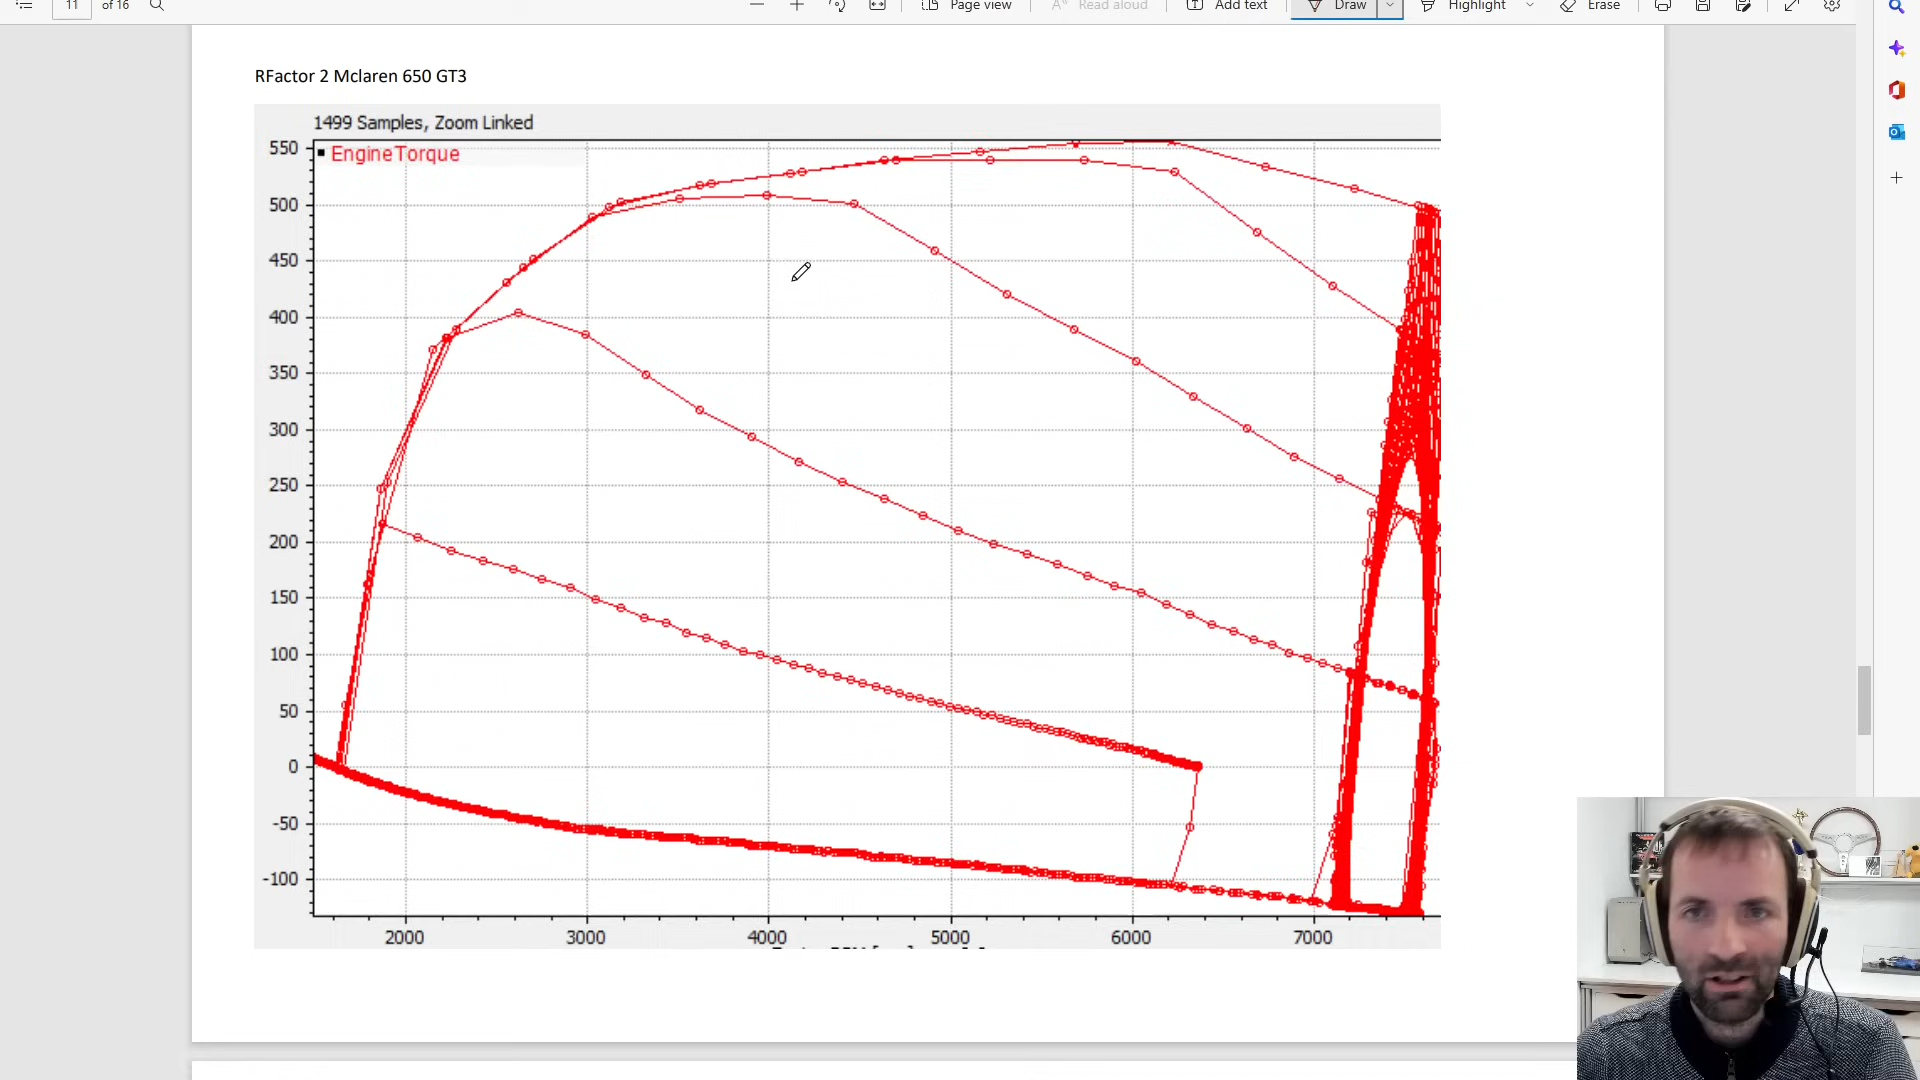 11 of 16
Page view
Read aloud
Add text
Draw
Highlight
Erase
RFactor 2 Mclaren 650 GT3
1499 Samples, Zoom Linked
EngineTorque
550
500
450
400
350
300
250
200
150
100
50
0
-50
-100
2000 3000 4000 5000 6000 7000